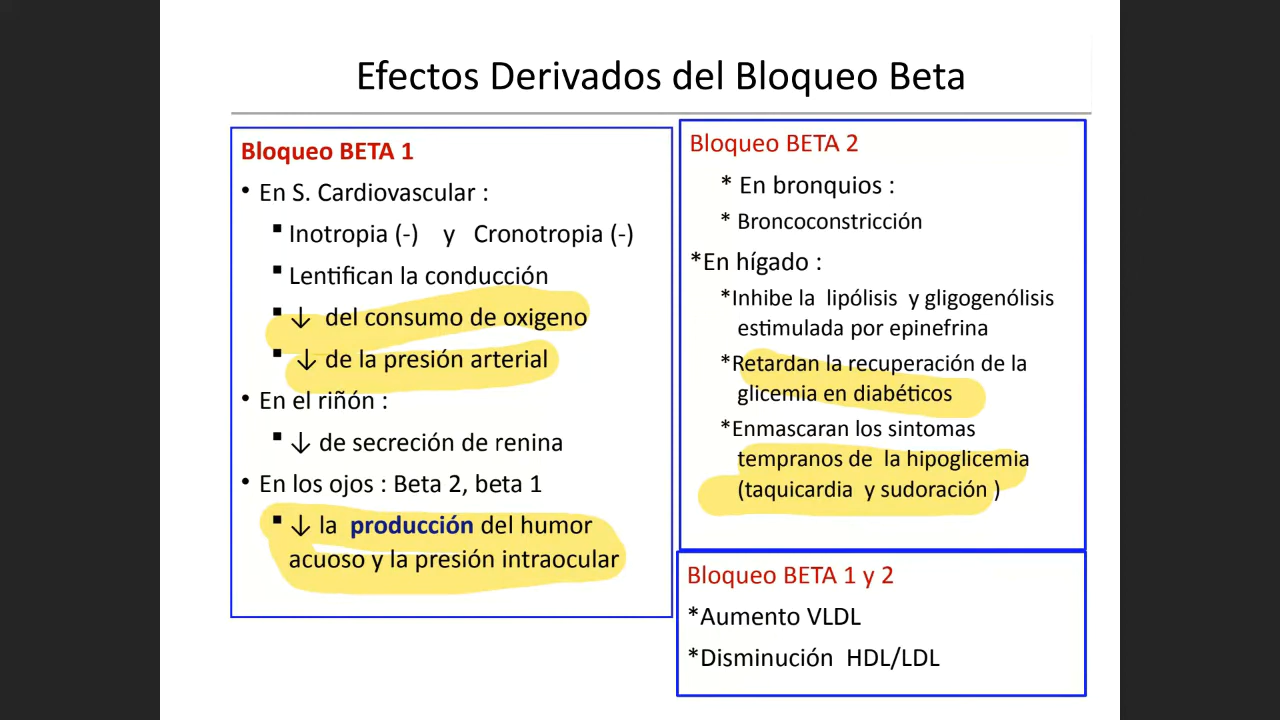 Efectos Derivados del Bloqueo Beta
Bloqueo BETA 1
• En S. Cardiovascular :
▪ Inotropia (-) y Cronotropia (-)
▪ Lentifican la conducción
▪ ↓ del consumo de oxigeno
▪ ↓ de la presión arterial
• En el riñón :
▪ ↓ de secreción de renina
• En los ojos : Beta 2, beta 1
▪ ↓ la producción del humor
acuoso y la presión intraocular
Bloqueo BETA 2
* En bronquios :
* Broncoconstricción
*En hígado :
*Inhibe la lipólisis y gligogenólisis
estimulada por epinefrina
*Retardan la recuperación de la
glicemia en diabéticos
*Enmascaran los sintomas
tempranos de la hipoglicemia
(taquicardia y sudoración )
Bloqueo BETA 1 y 2
*Aumento VLDL
*Disminución HDL/LDL